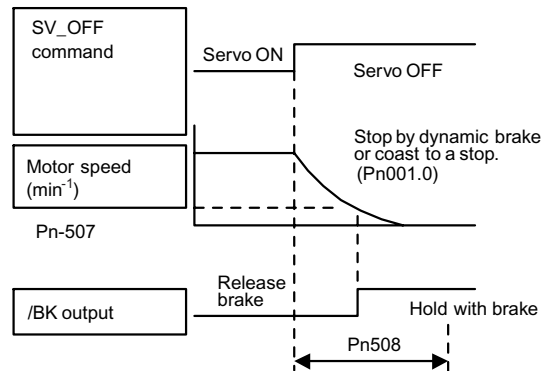 SV_OFF
command
Servo ON
Servo OFF
Stop by dynamic brake
or coast to a stop.
(Pn001.0)
Motor speed
(min⁻¹)
Pn-507
Release
brake
/BK output
Hold with brake
Pn508